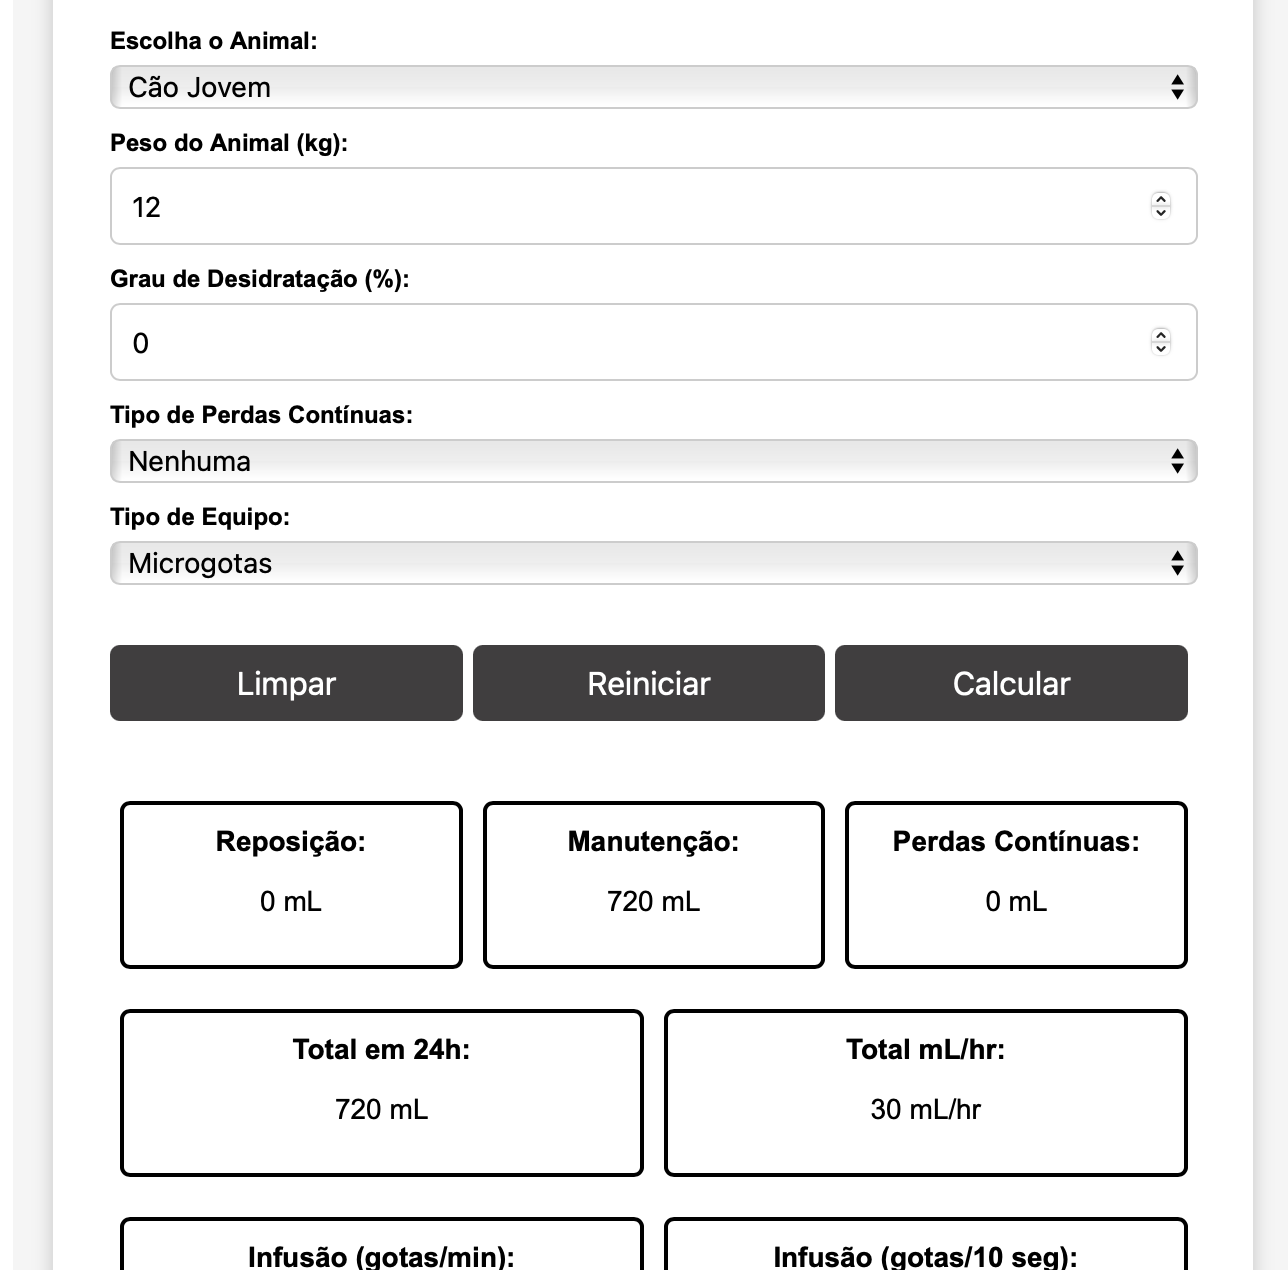 Escolha o Animal:
Cão Jovem
Peso do Animal (kg):
12
Grau de Desidratação (%):
0
Tipo de Perdas Contínuas:
Nenhuma
Tipo de Equipo:
Microgotas
Limpar
Reiniciar
Calcular
Reposição:
0 mL
Manutenção:
720 mL
Perdas Contínuas:
0 mL
Total em 24h:
720 mL
Total mL/hr:
30 mL/hr
Infusão (gotas/min):
Infusão (gotas/10 seg):